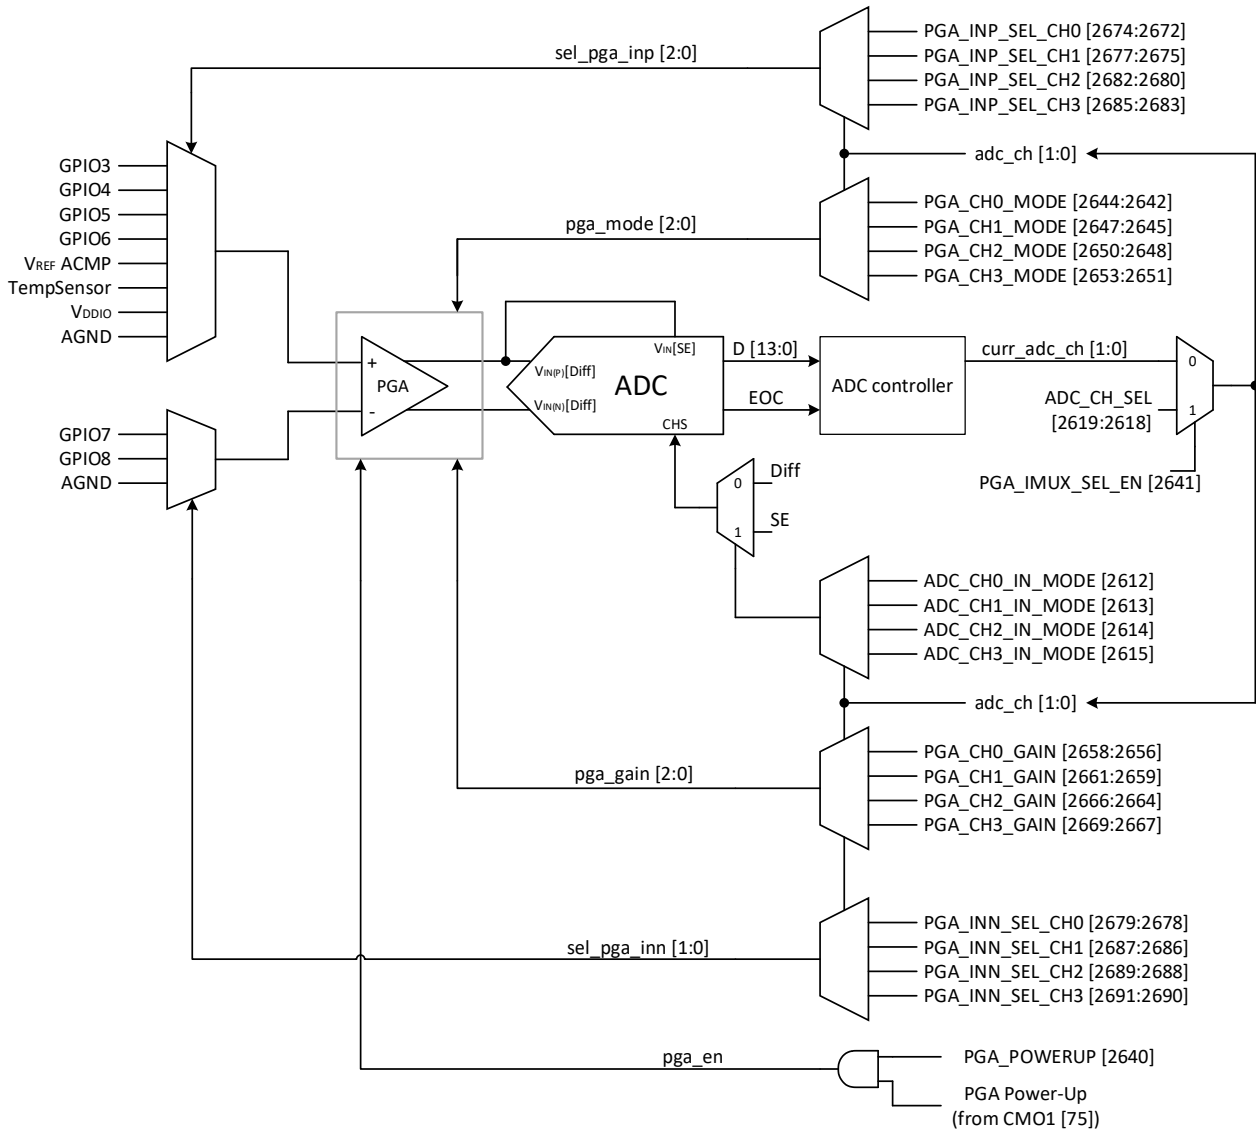 PGA_INP_SEL_CH0 [2674:2672]
sel_pga_inp [2:0]
PGA_INP_SEL_CH1 [2677:2675]
PGA_INP_SEL_CH2 [2682:2680]
PGA_INP_SEL_CH3 [2685:2683]
adc_ch [1:0]
GPIO3
GPIO4
GPIO5
GPIO6
VREF ACMP
TempSensor
VDDIO
AGND
PGA_CH0_MODE [2644:2642]
pga_mode [2:0]
PGA_CH1_MODE [2647:2645]
PGA_CH2_MODE [2650:2648]
PGA_CH3_MODE [2653:2651]
+
PGA
-
VIN[SE]
VIN(P)[Diff]
ADC
VIN(N)[Diff]
CHS
D [13:0]
EOC
ADC controller
curr_adc_ch [1:0]
0
ADC_CH_SEL
[2619:2618]
1
PGA_IMUX_SEL_EN [2641]
GPIO7
GPIO8
AGND
0
Diff
SE
1
ADC_CH0_IN_MODE [2612]
ADC_CH1_IN_MODE [2613]
ADC_CH2_IN_MODE [2614]
ADC_CH3_IN_MODE [2615]
adc_ch [1:0]
PGA_CH0_GAIN [2658:2656]
pga_gain [2:0]
PGA_CH1_GAIN [2661:2659]
PGA_CH2_GAIN [2666:2664]
PGA_CH3_GAIN [2669:2667]
PGA_INN_SEL_CH0 [2679:2678]
sel_pga_inn [1:0]
PGA_INN_SEL_CH1 [2687:2686]
PGA_INN_SEL_CH2 [2689:2688]
PGA_INN_SEL_CH3 [2691:2690]
pga_en
PGA_POWERUP [2640]
PGA Power-Up
(from CMO1 [75])